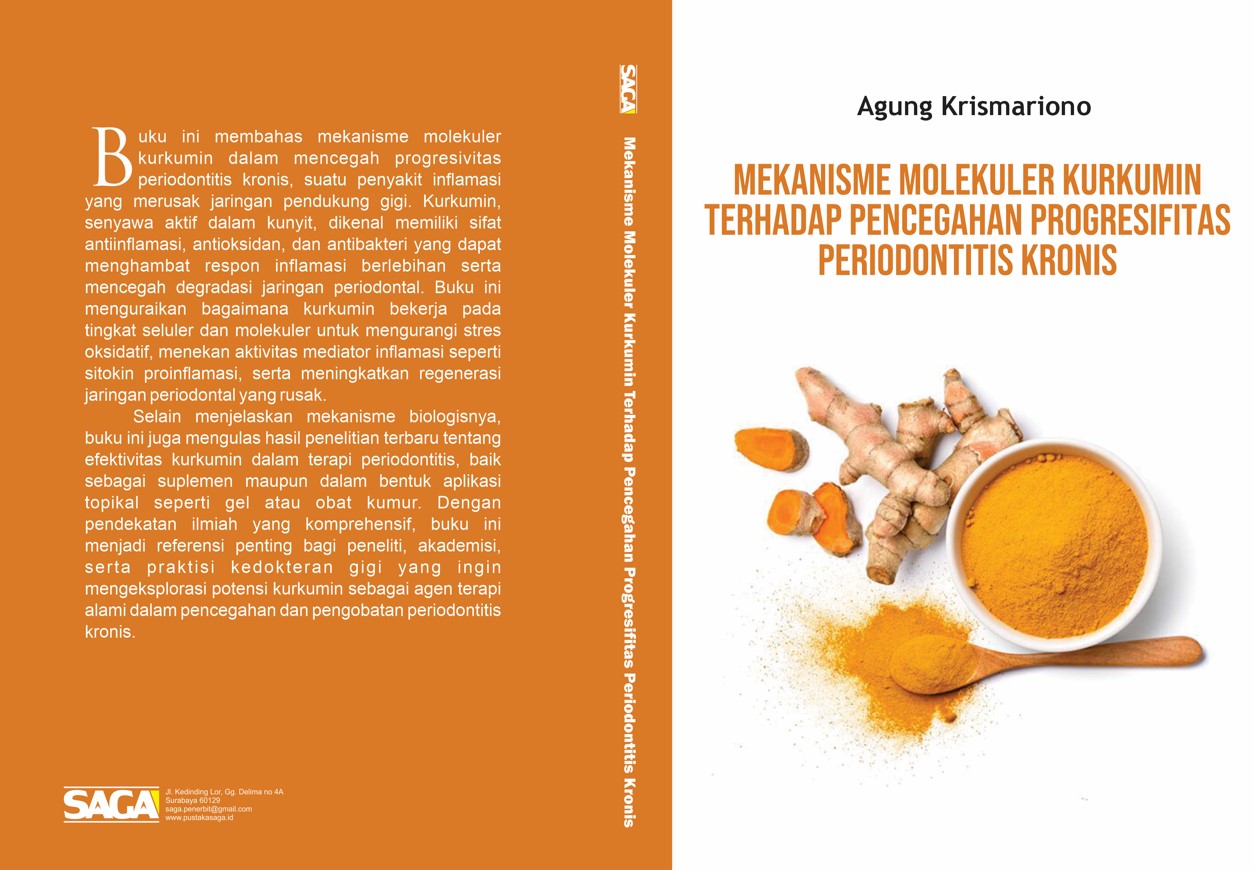 Buku ini membahas mekanisme molekuler
kurkumin dalam mencegah progresivitas
periodontitis kronis, suatu penyakit inflamasi
yang merusak jaringan pendukung gigi. Kurkumin,
senyawa aktif dalam kunyit, dikenal memiliki sifat
antiinflamasi, antioksidan, dan antibakteri yang dapat
menghambat respon inflamasi berlebihan serta
mencegah degradasi jaringan periodontal. Buku ini
menguraikan bagaimana kurkumin bekerja pada
tingkat seluler dan molekuler untuk mengurangi stres
oksidatif, menekan aktivitas mediator inflamasi seperti
sitokin proinflamasi, serta meningkatkan regenerasi
jaringan periodontal yang rusak.
Selain menjelaskan mekanisme biologisnya,
buku ini juga mengulas hasil penelitian terbaru tentang
efektivitas kurkumin dalam terapi periodontitis, baik
sebagai suplemen maupun dalam bentuk aplikasi
topikal seperti gel atau obat kumur. Dengan
pendekatan ilmiah yang komprehensif, buku ini
menjadi referensi penting bagi peneliti, akademisi,
serta praktisi kedokteran gigi yang ingin
mengeksplorasi potensi kurkumin sebagai agen terapi
alami dalam pencegahan dan pengobatan periodontitis
kronis.
SAGA
Jl. Kedinding Lor, Gg. Delima no 4A
Surabaya 60129
saga.penerbit@gmail.com
www.pustakasaga.id
SAGA
Mekanisme Molekuler Kurkumin Terhadap Pencegahan Progresifitas Periodontitis Kronis
Agung Krismariono
MEKANISME MOLEKULER KURKUMIN
TERHADAP PENCEGAHAN PROGRESIFITAS
PERIODONTITIS KRONIS